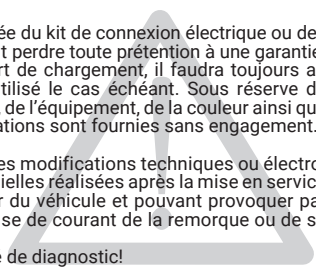 ée du kit de connexion électrique ou de
t perdre toute prétention à une garantie
rt de chargement, il faudra toujours a
tilisé le cas échéant. Sous réserve d
, de l'équipement, de la couleur ainsi qu
ations sont fournies sans engagement.
es modifications techniques ou électro
ielles réalisées après la mise en servic
r du véhicule et pouvant provoquer pa
se de courant de la remorque ou de s
e de diagnostic!